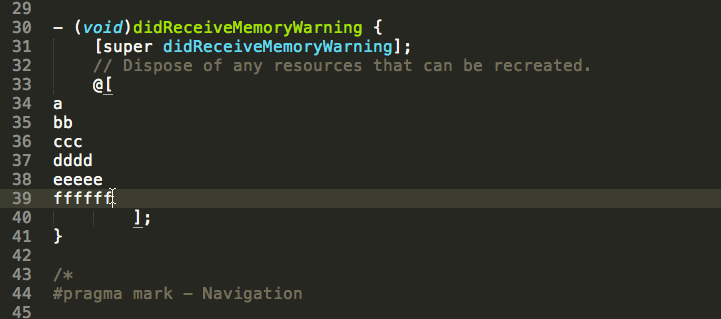 29
30 - (void)didReceiveMemoryWarning {
31     [super didReceiveMemoryWarning];
32     // Dispose of any resources that can be recreated.
33     @[
34 a
35 bb
36 ccc
37 dddd
38 eeeee
39 ffffff
40         ];
41 }
42
43 /*
44 #pragma mark - Navigation
45